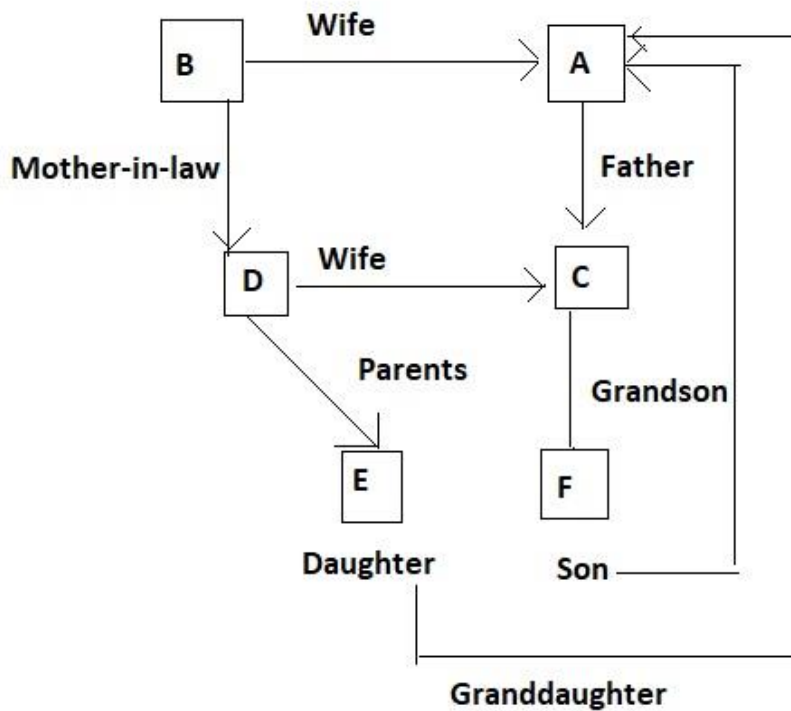 Wife
B
A
Mother-in-law
Father
D
Wife
C
Parents
Grandson
E
F
Daughter
Son
Granddaughter